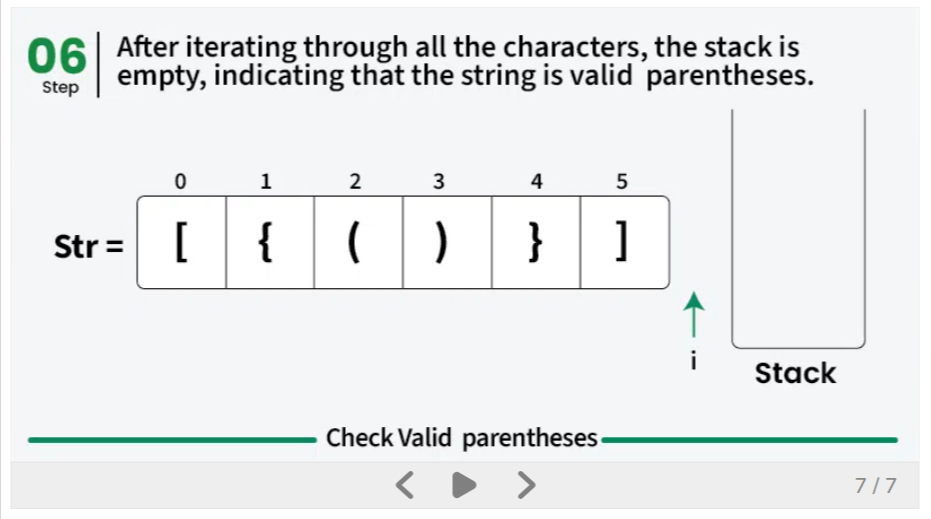 06
Step
After iterating through all the characters, the stack is
empty, indicating that the string is valid parentheses.
0 1 2 3 4 5
Str = [ { ( ) } ]
i
Stack
Check Valid parentheses
7 / 7